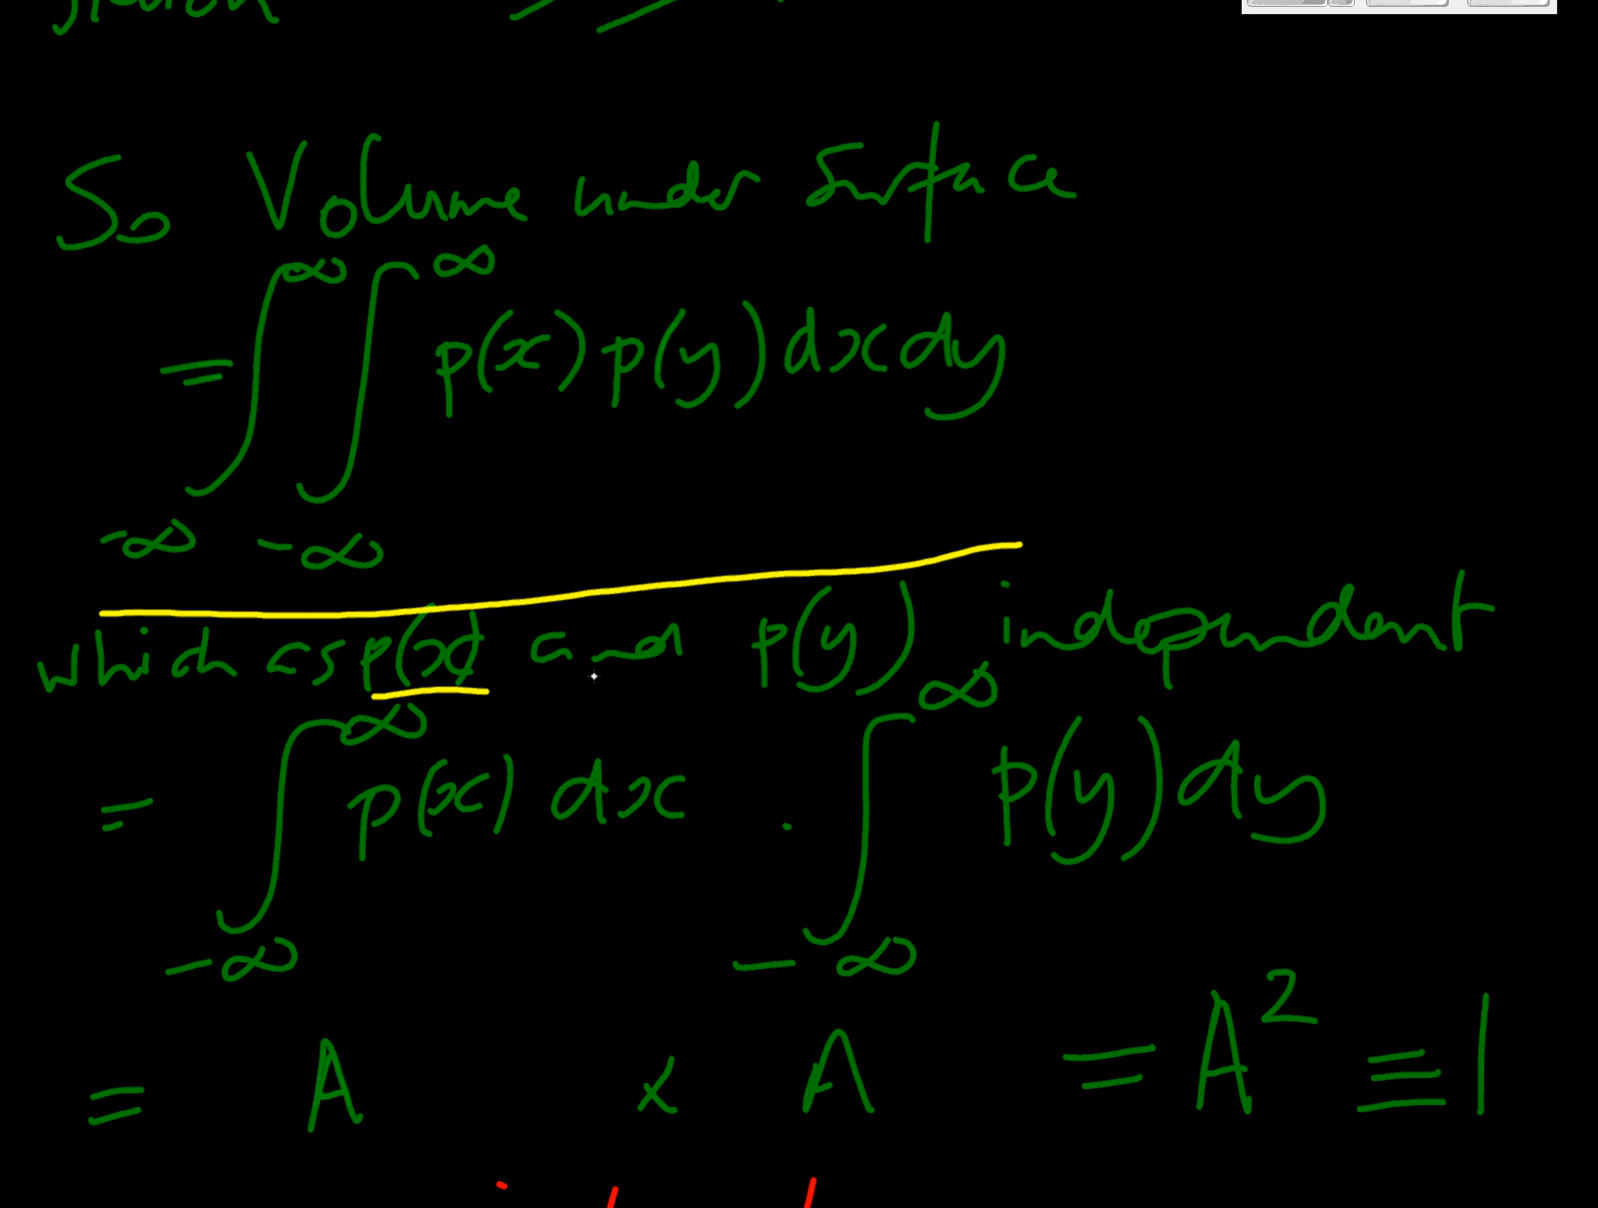 So Volume under Surface
= ∫_{-∞}^{∞} ∫_{-∞}^{∞} p(x) p(y) dx dy
which as p(x) and p(y) independent
= ∫_{-∞}^{∞} p(x) dx . ∫_{-∞}^{∞} p(y) dy
= A × A = A² ≡ 1